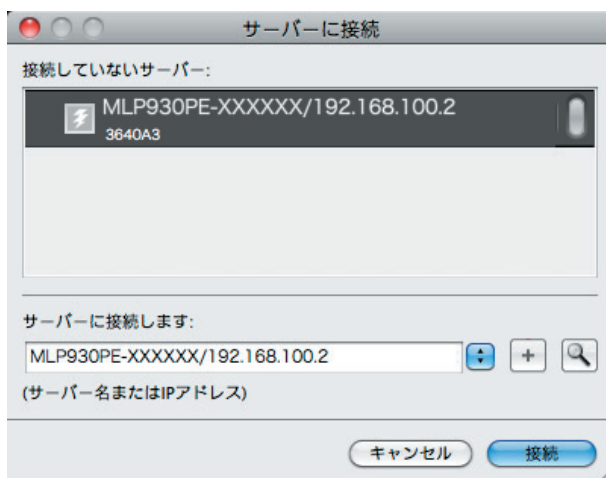 サーバーに接続
接続していないサーバー:
MLP930PE-XXXXXX/192.168.100.2
3640A3
サーバーに接続します:
MLP930PE-XXXXXX/192.168.100.2
+
(サーバー名またはIPアドレス)
キャンセル 接続